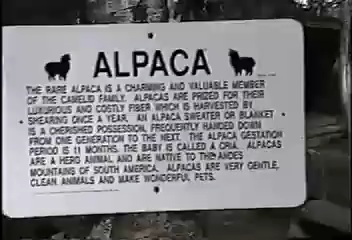 ALPACA
THE RARE ALPACA IS A CHARMING AND VALUABLE MEMBER
OF THE CAMELID FAMILY. ALPACAS ARE PRIZED FOR THEIR
LUXURIOUS AND COSTLY FIBER WHICH IS HARVESTED BY
SHEARING ONCE A YEAR. AN ALPACA SWEATER OR BLANKET
IS A CHERISHED POSSESSION, FREQUENTLY HANDED DOWN
FROM ONE GENERATION TO THE NEXT. THE ALPACA GESTATION
PERIOD IS 11 MONTHS. THE BABY IS CALLED A CRIA. ALPACAS
ARE A HERD ANIMAL AND ARE NATIVE TO THE ANDES
MOUNTAINS OF SOUTH AMERICA. ALPACAS ARE VERY GENTLE,
CLEAN ANIMALS AND MAKE WONDERFUL PETS.